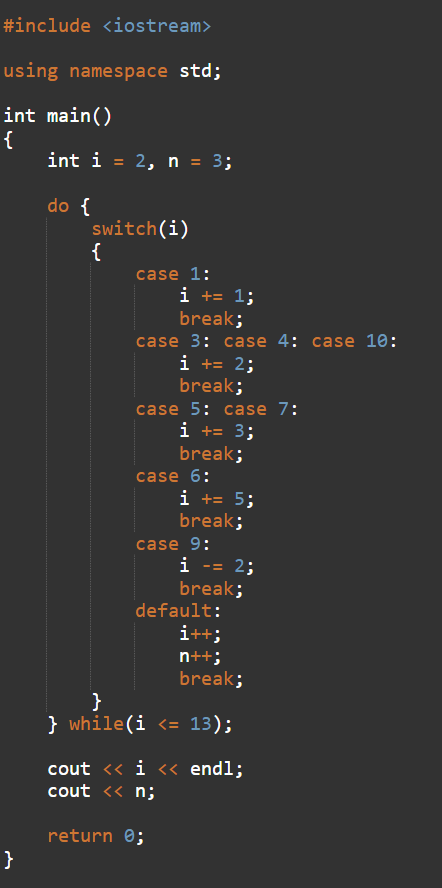 #include <iostream>
using namespace std;
int main()
{
    int i = 2, n = 3;
    do {
        switch(i)
        {
            case 1:
                i += 1;
                break;
            case 3: case 4: case 10:
                i += 2;
                break;
            case 5: case 7:
                i += 3;
                break;
            case 6:
                i += 5;
                break;
            case 9:
                i -= 2;
                break;
            default:
                i++;
                n++;
                break;
        }
    } while(i <= 13);
    cout << i << endl;
    cout << n;
    return 0;
}